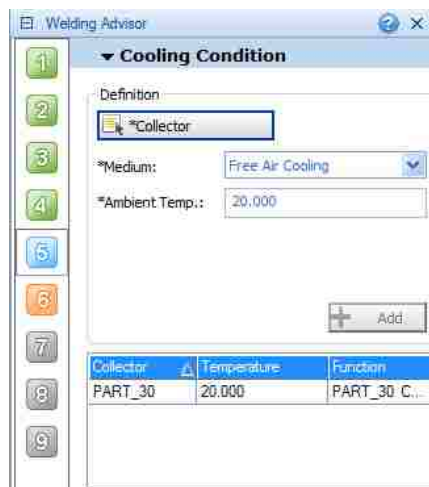 Welding Advisor
Cooling Condition
1
2
3
4
5
6
7
8
9
Definition
*Collector
*Medium: Free Air Cooling
*Ambient Temp.: 20.000
Add
Collector Temperature Function
PART_30 20.000 PART_30 C...